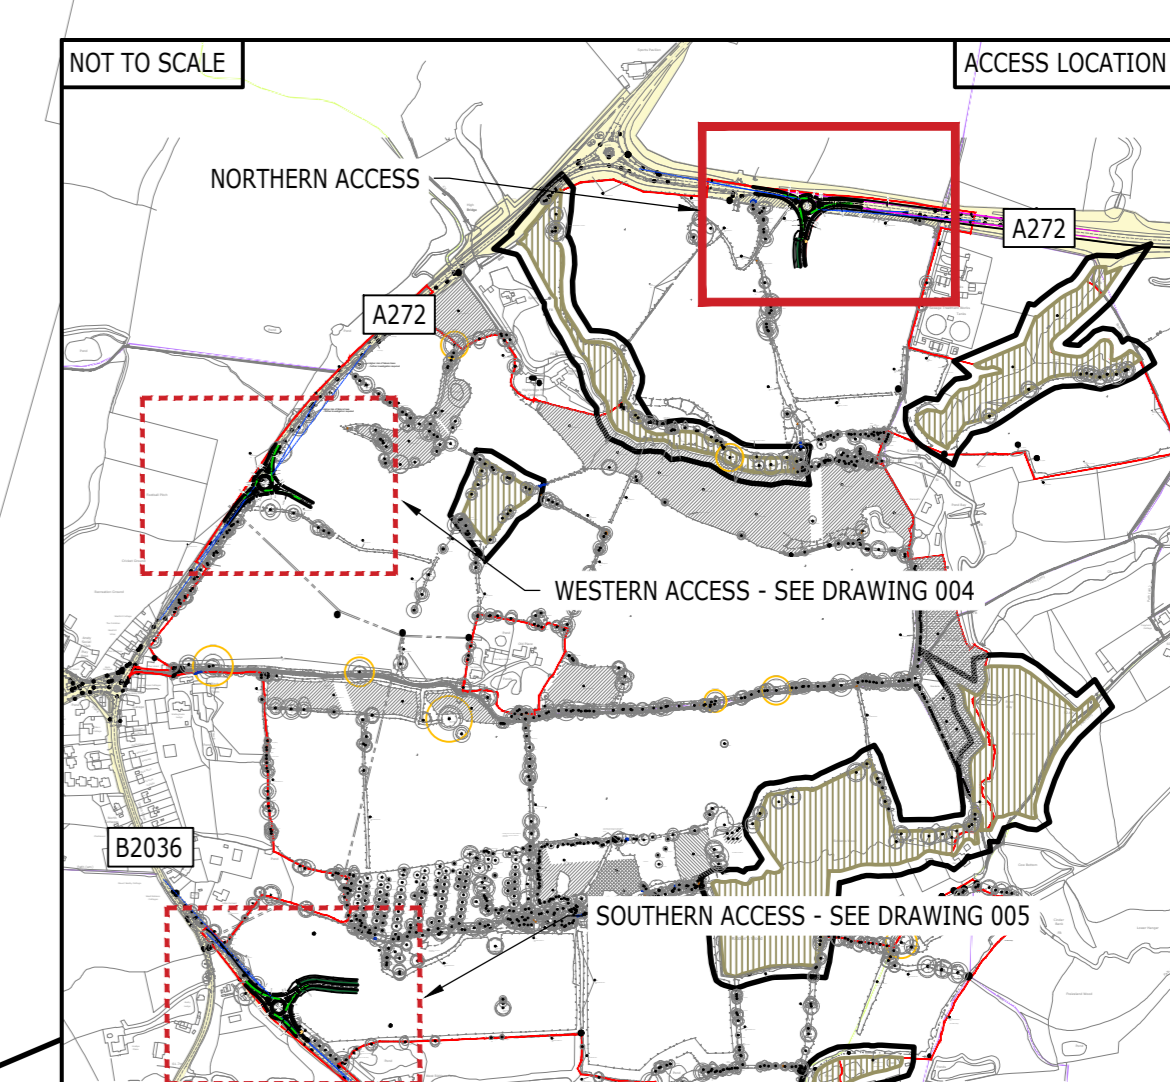 NOT TO SCALE
ACCESS LOCATION
NORTHERN ACCESS
A272
A272
WESTERN ACCESS - SEE DRAWING 004
B2036
SOUTHERN ACCESS - SEE DRAWING 005